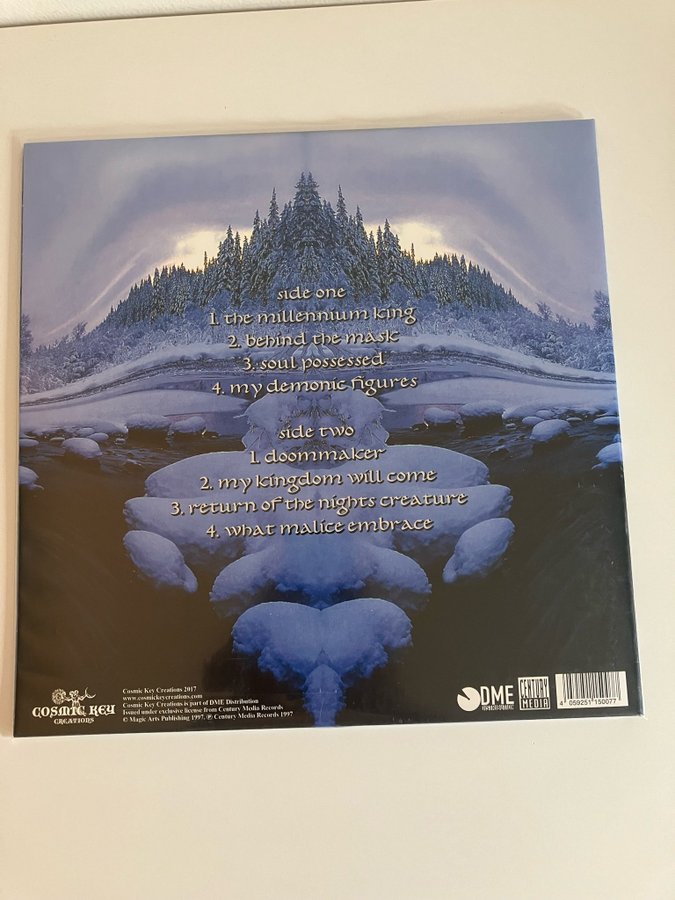 side one
1. the millennium king
2. behind the mask
3. soul possessed
4. my demonic figures
side two
1. doommaker
2. my kingdom will come
3. return of the nights creature
4. what malice embrace
COSMIC KEY
CREATIONS
Cosmic Key Creations 2017
www.cosmickeycreations.com
Cosmic Key Creations is part of DME Distribution
Issued under exclusive license from Century Media Records
© Magic Arts Publishing 1997, ℗ Century Media Records 1997
DME
CENTURY
MEDIA
4 059251 150077